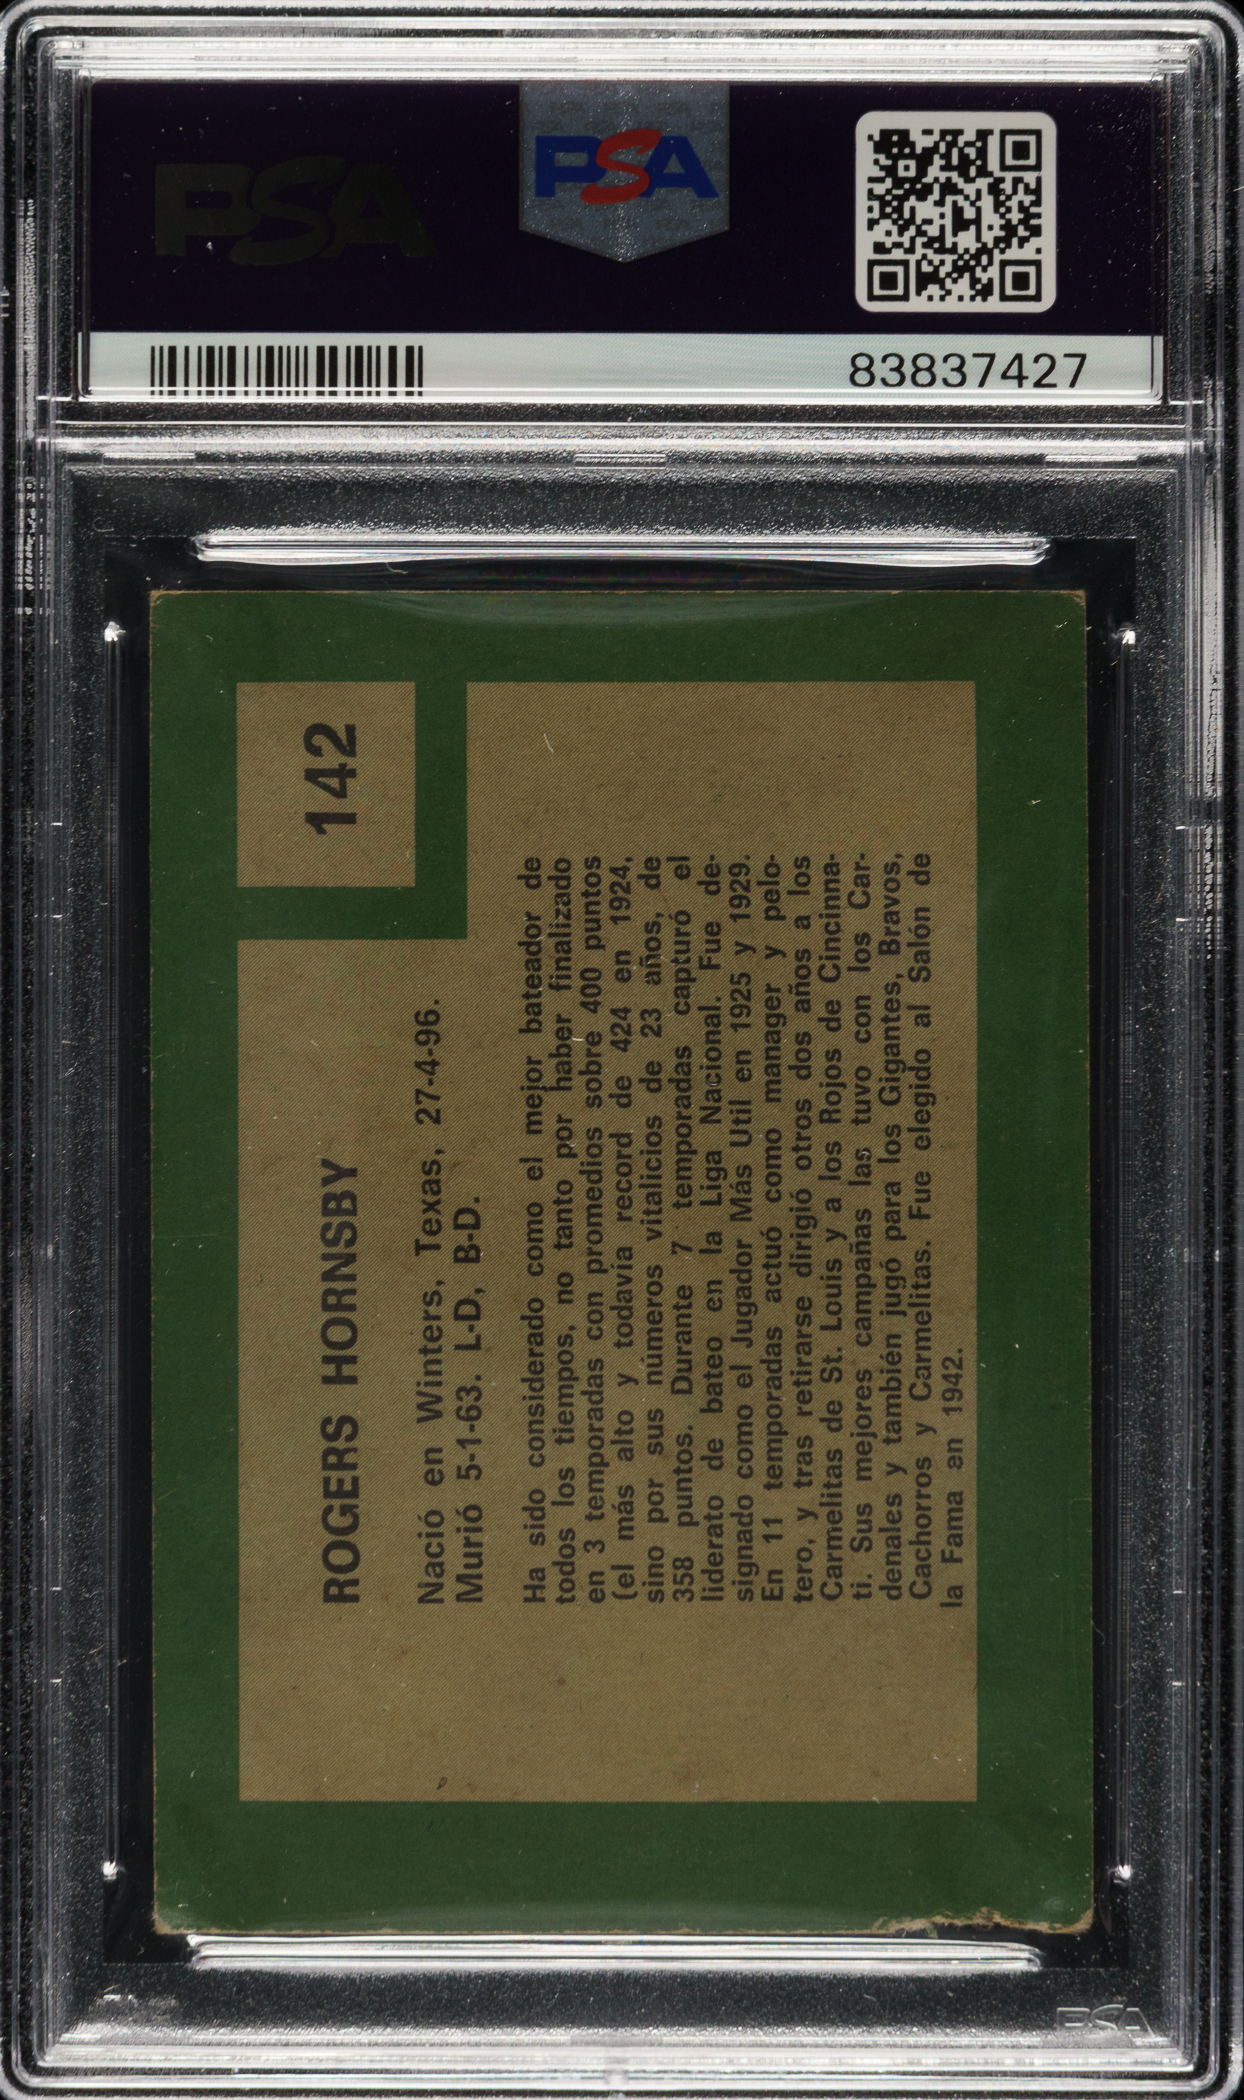 PSA
PSA
83837427
142
ROGERS HORNSBY
Nació en Winters, Texas, 27-4-96.
Murió 5-1-63. L-D, B-D.
Ha sido considerado como el mejor bateador de
todos los tiempos, no tanto por haber finalizado
en 3 temporadas con promedios sobre 400 puntos
(el más alto y todavía record de 424 en 1924,
sino por sus números vitalicios de 23 años, de
358 puntos. Durante 7 temporadas capturó el
liderato de bateo en la Liga Nacional. Fue de-
signado como el Jugador Más Util en 1925 y 1929.
En 11 temporadas actuó como manager y pelo-
tero, y tras retirarse dirigió otros dos años a los
Carmelitas de St. Louis y a los Rojos de Cincinna-
ti. Sus mejores campañas las tuvo con los Car-
denales y también jugó para los Gigantes, Bravos,
Cachorros y Carmelitas. Fue elegido al Salón de
la Fama en 1942.
PSA